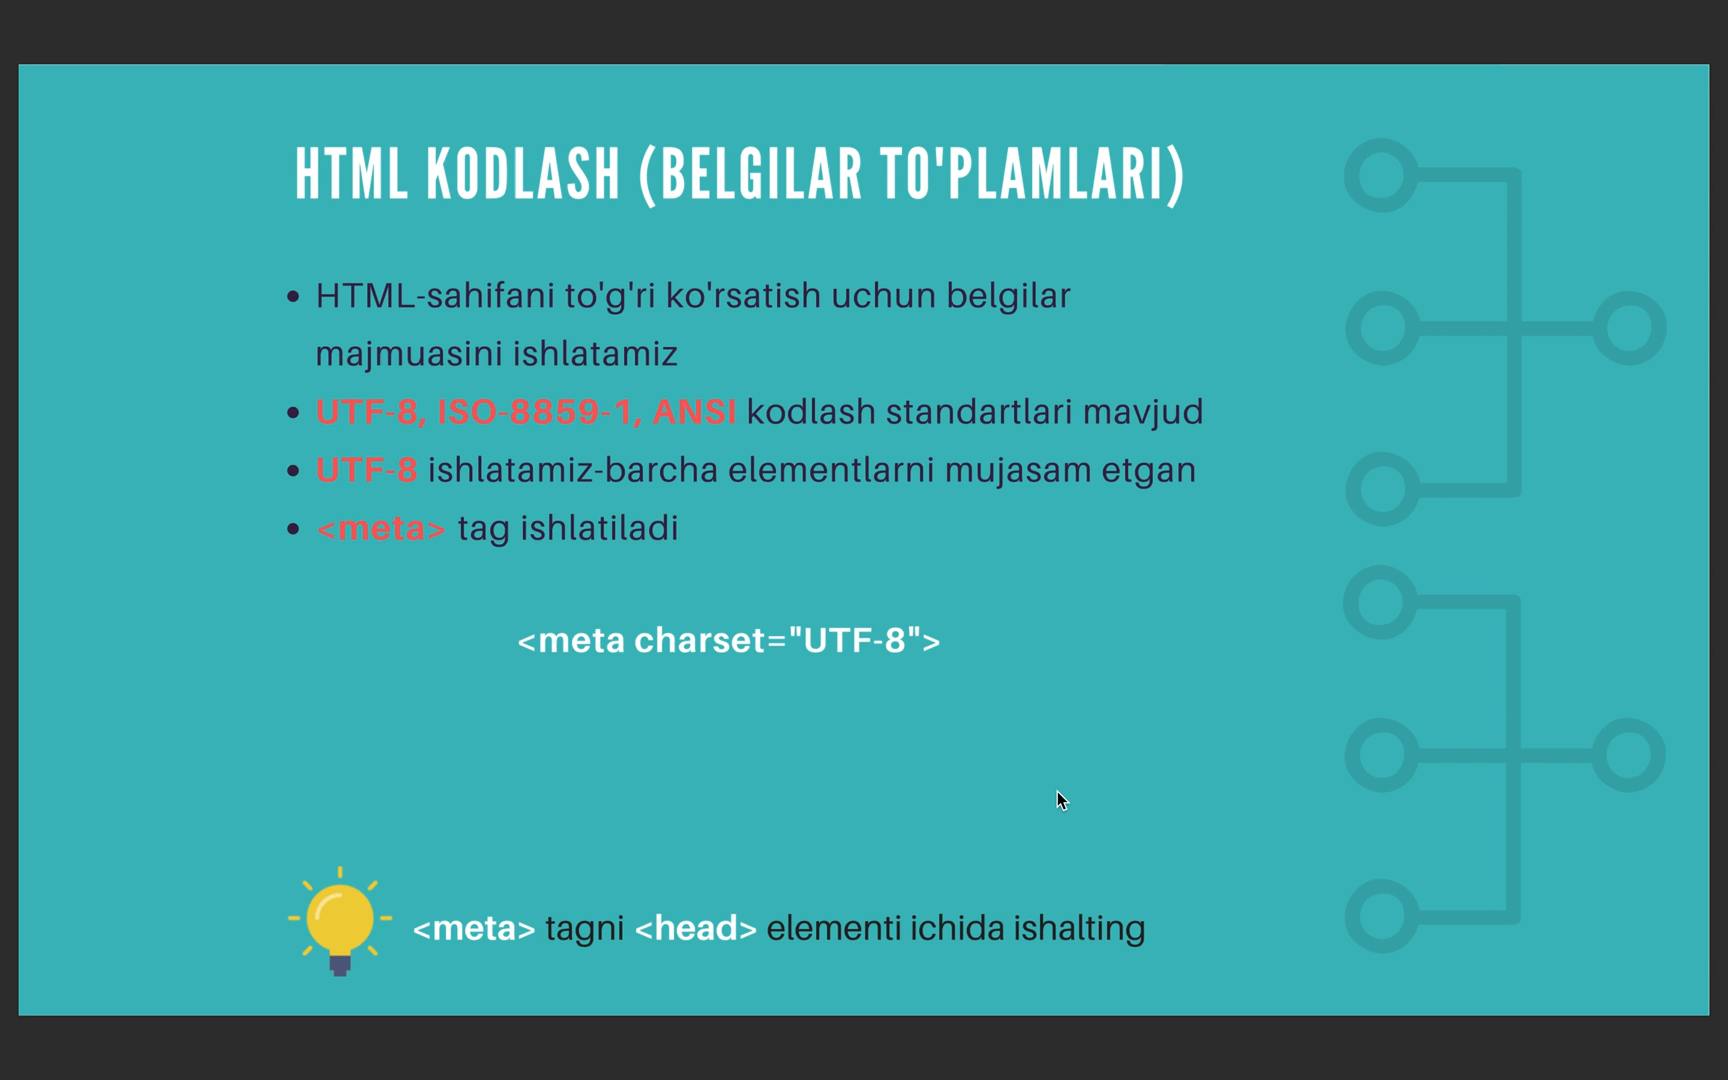 HTML KODLASH (BELGILAR TO'PLAMLARI)
• HTML-sahifani to'g'ri ko'rsatish uchun belgilar
majmuasini ishlatamiz
• UTF-8, ISO-8859-1, ANSI kodlash standartlari mavjud
• UTF-8 ishlatamiz-barcha elementlarni mujasam etgan
• <meta> tag ishlatiladi
<meta charset="UTF-8">
<meta> tagni <head> elementi ichida ishalting